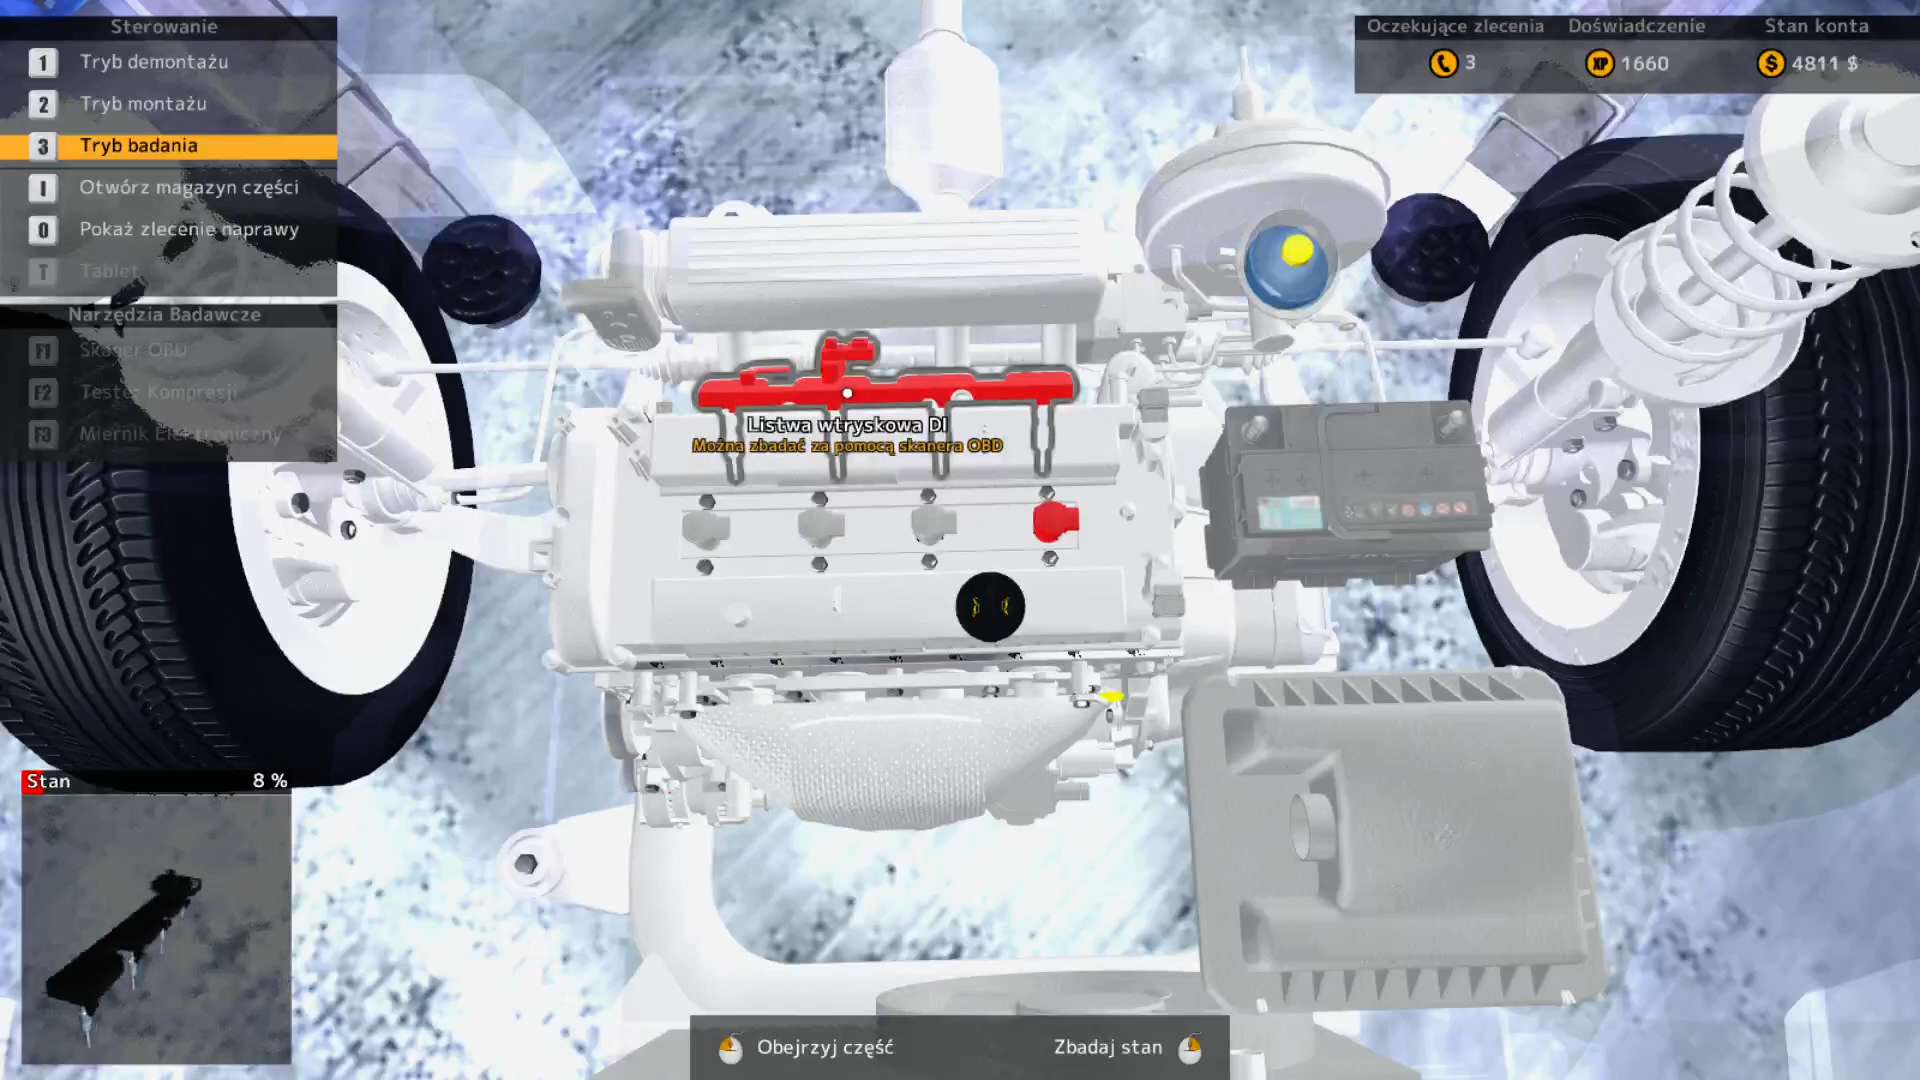 Sterowanie
1 Tryb demontażu
2 Tryb montażu
3 Tryb badania
I Otwórz magazyn części
O Pokaż zlecenie naprawy
T Tablet
Narzędzia Badawcze
F1 Skaner OBD
F2 Tester Kompresji
F3 Miernik Elektroniczny
Oczekujące zlecenia Doświadczenie Stan konta
3 XP 1660 $ 4811 $
Listwa wtryskowa DI
Można zbadać za pomocą skanera OBD
Stan 8 %
Obejrzyj część Zbadaj stan